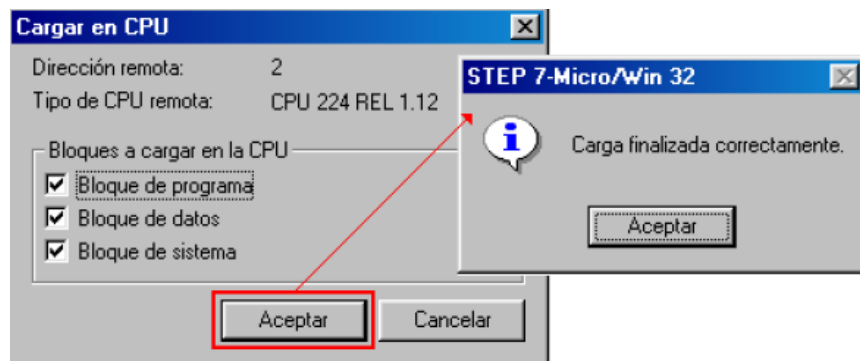 Cargar en CPU
Dirección remota: 2
Tipo de CPU remota: CPU 224 REL 1.12
Bloques a cargar en la CPU
Bloque de programa
Bloque de datos
Bloque de sistema
Aceptar Cancelar
STEP 7-Micro/Win 32
Carga finalizada correctamente.
Aceptar